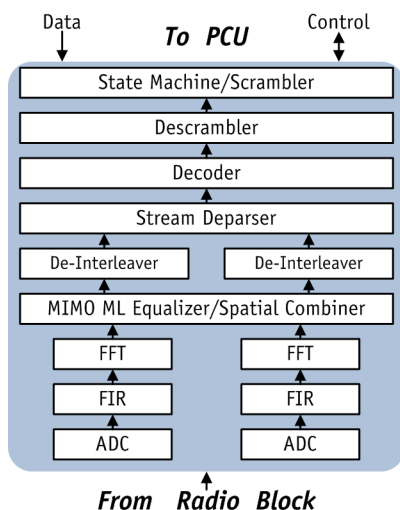 Data
Control
To PCU
State Machine/Scrambler
Descrambler
Decoder
Stream Deparser
De-Interleaver
De-Interleaver
MIMO ML Equalizer/Spatial Combiner
FFT
FFT
FIR
FIR
ADC
ADC
From Radio Block